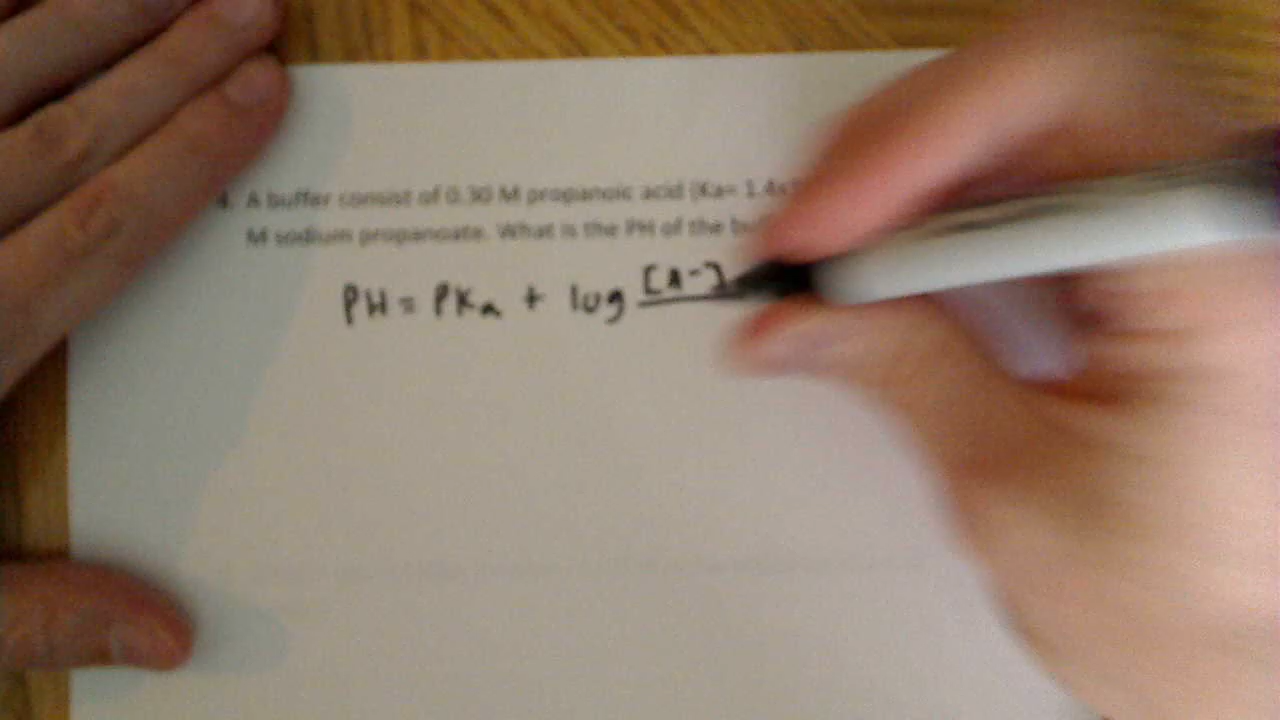 4. A buffer consist of 0.30 M propanoic acid (Ka= 1.4x
M sodium propanoate. What is the PH of the
PH = PKa + log [A-]